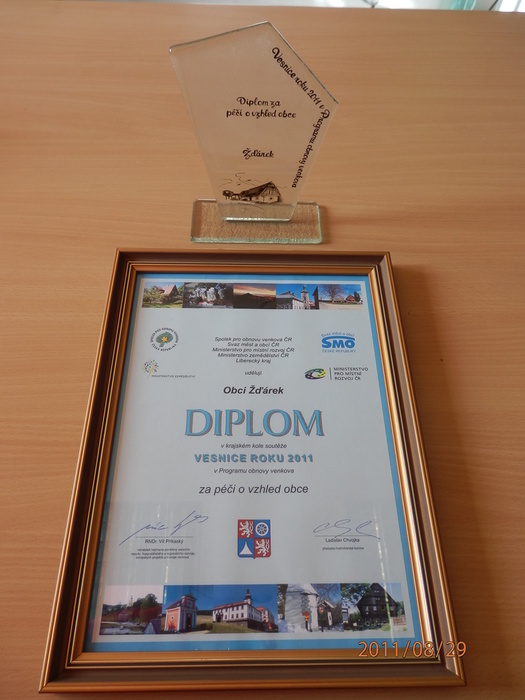 Vesnice roku 2011 v Programu obnovy venkova
Diplom za
péči o vzhled obce
Žďárek
Spolek pro obnovu venkova ČR
Svaz měst a obcí ČR
Ministerstvo pro místní rozvoj ČR
Ministerstvo zemědělství ČR
Liberecký kraj
udělují
SMO
MINISTERSTVO
PRO MÍSTNÍ
ROZVOJ ČR
Obci Žďárek
DIPLOM
v krajském kole soutěže
VESNICE ROKU 2011
v Programu obnovy venkova
za péči o vzhled obce
RNDr. Vít Příkaský
Ladislav Chvojka
2011/08/29